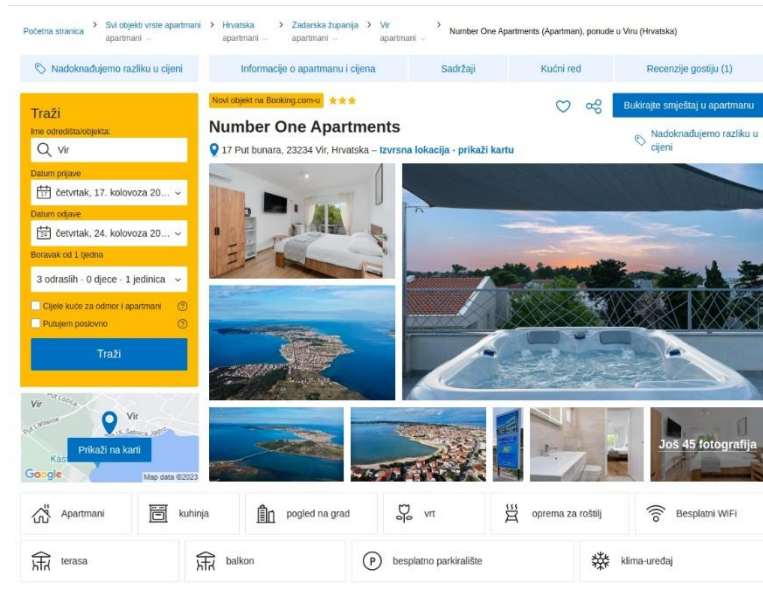 Početna stranica > Svi objekti vrste apartmani > Hrvatska > Zadarska županija > Vir > Number One Apartments (Apartman), ponude u Viru (Hrvatska)
apartmani apartmani apartmani apartmani
Nadoknađujemo razliku u cijeni
Informacije o apartmanu i cijena
Sadržaji
Kućni red
Recenzije gostiju (1)
Traži
Ime odredišta/objekta:
Vir
Datum prijave
17
četvrtak, 17. kolovoza 20...
Datum odjave
24
četvrtak, 24. kolovoza 20...
Boravak od 1 tjedna
3 odraslih · 0 djece · 1 jedinica
Cijele kuće za odmor i apartmani
Putujem poslovno
Traži
Novi objekt na Booking.com-u
Bukirajte smještaj u apartmanu
Number One Apartments
17 Put bunara, 23234 Vir, Hrvatska – Izvrsna lokacija - prikaži kartu
Nadoknađujemo razliku u
cijeni
Još 45 fotografija
Vir
Put Lozica
Vir
Prikaži na karti
Google
Map data ©2023
Apartmani
kuhinja
pogled na grad
vrt
oprema za roštilj
Besplatni WiFi
terasa
balkon
P
besplatno parkiralište
klima-uređaj